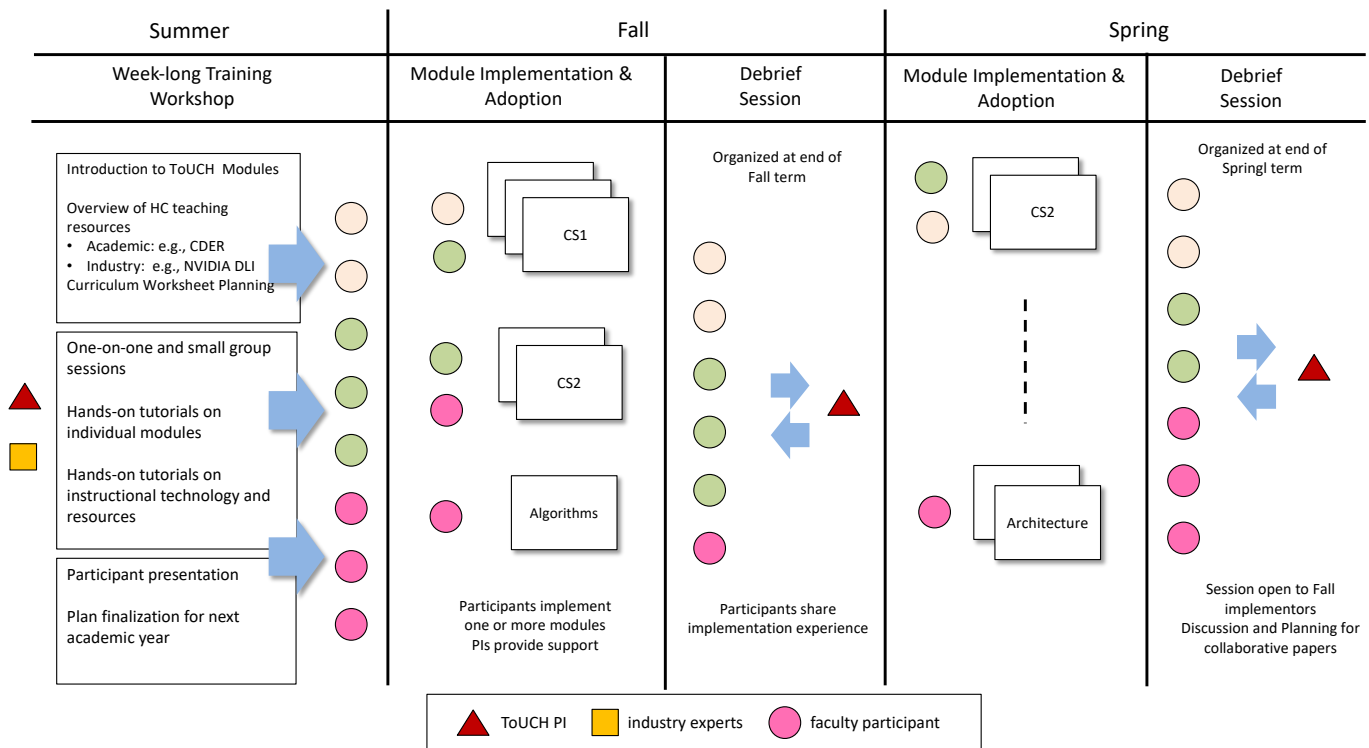 Summer
Fall
Spring
Week-long Training
Workshop
Module Implementation &
Adoption
Debrief
Session
Module Implementation &
Adoption
Debrief
Session
Introduction to ToUCH Modules
Overview of HC teaching
resources
• Academic: e.g., CDER
• Industry: e.g., NVIDIA DLI
Curriculum Worksheet Planning
One-on-one and small group
sessions
Hands-on tutorials on
individual modules
Hands-on tutorials on
instructional technology and
resources
Participant presentation
Plan finalization for next
academic year
CS1
CS2
Algorithms
Participants implement
one or more modules
PIs provide support
Organized at end of
Fall term
Participants share
implementation experience
CS2
Architecture
Organized at end of
Springl term
Session open to Fall
implementors
Discussion and Planning for
collaborative papers
ToUCH PI
industry experts
faculty participant